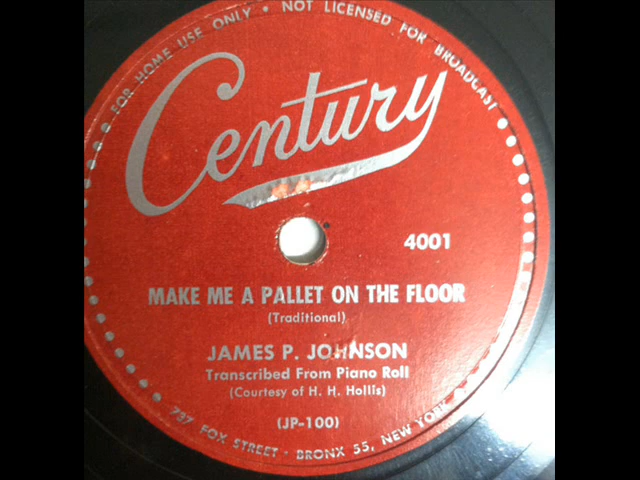 FOR HOME USE ONLY • NOT LICENSED FOR BROADCAST
Century
4001
MAKE ME A PALLET ON THE FLOOR
(Traditional)
JAMES P. JOHNSON
Transcribed From Piano Roll
(Courtesy of H. H. Hollis)
(JP-100)
737 FOX STREET • BRONX 55, NEW YORK